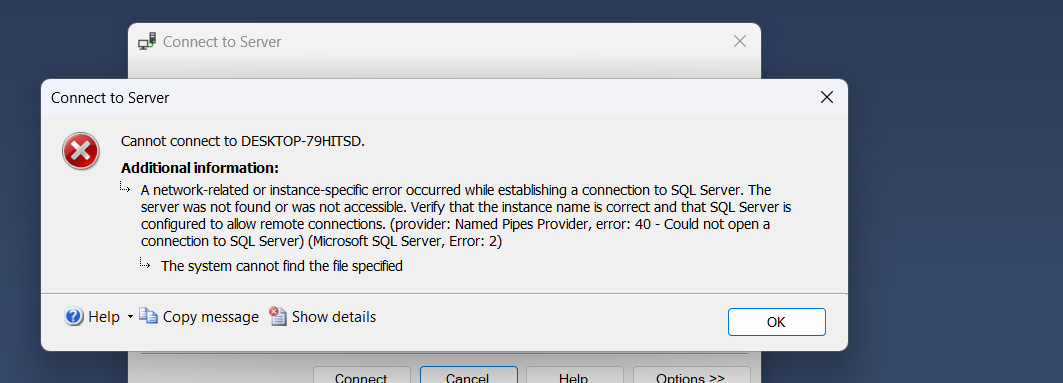 Connect to Server
Connect to Server
Cannot connect to DESKTOP-79HITSD.
Additional information:
A network-related or instance-specific error occurred while establishing a connection to SQL Server. The
server was not found or was not accessible. Verify that the instance name is correct and that SQL Server is
configured to allow remote connections. (provider: Named Pipes Provider, error: 40 - Could not open a
connection to SQL Server) (Microsoft SQL Server, Error: 2)
The system cannot find the file specified
Help Copy message Show details OK
Connect Cancel Help Options >>